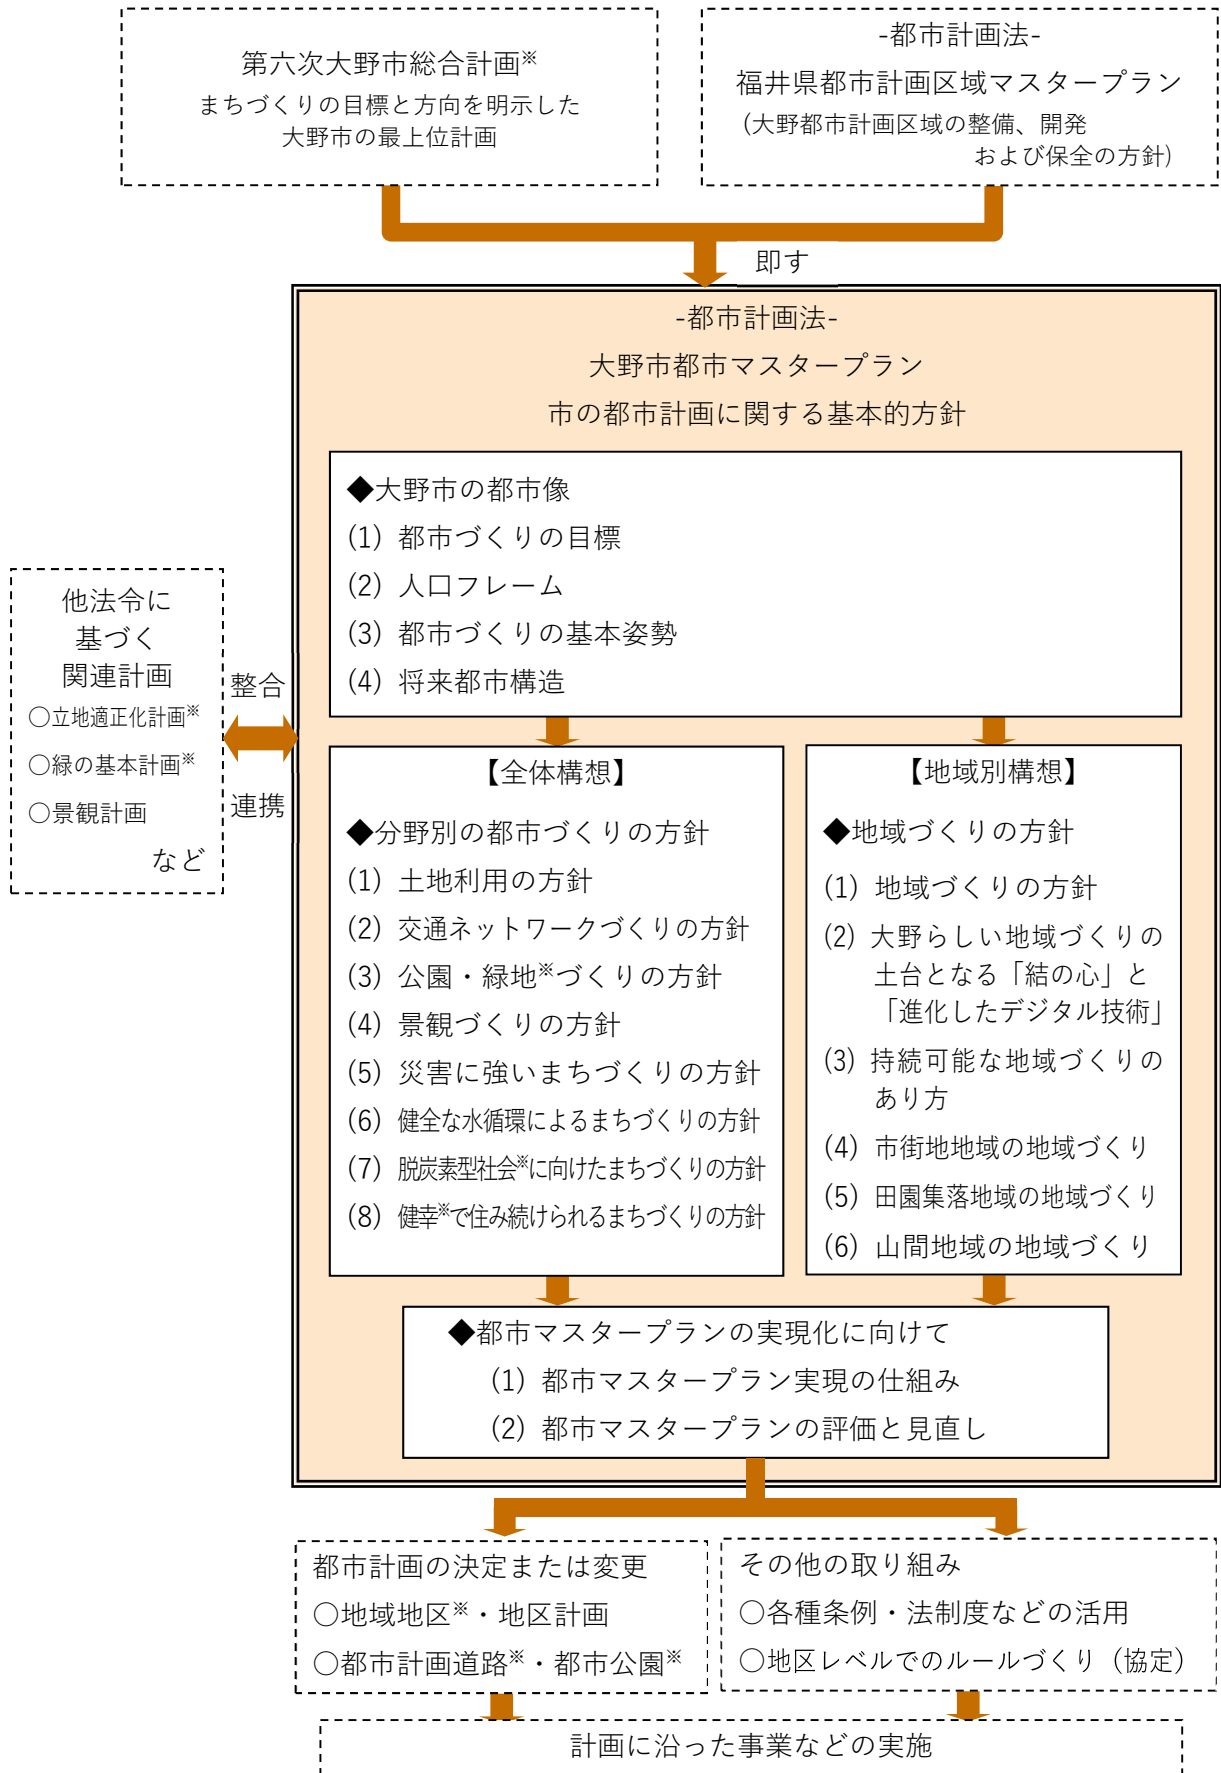 第六次大野市総合計画※
まちづくりの目標と方向を明示した
大野市の最上位計画
-都市計画法-
福井県都市計画区域マスタープラン
(大野都市計画区域の整備、開発
および保全の方針)
即す
-都市計画法-
大野市都市マスタープラン
市の都市計画に関する基本的方針
◆大野市の都市像
(1) 都市づくりの目標
(2) 人口フレーム
(3) 都市づくりの基本姿勢
(4) 将来都市構造
他法令に
基づく
関連計画
○立地適正化計画※
○緑の基本計画※
○景観計画
など
整合
連携
【全体構想】
◆分野別の都市づくりの方針
(1) 土地利用の方針
(2) 交通ネットワークづくりの方針
(3) 公園・緑地※づくりの方針
(4) 景観づくりの方針
(5) 災害に強いまちづくりの方針
(6) 健全な水循環によるまちづくりの方針
(7) 脱炭素型社会※に向けたまちづくりの方針
(8) 健幸※で住み続けられるまちづくりの方針
【地域別構想】
◆地域づくりの方針
(1) 地域づくりの方針
(2) 大野らしい地域づくりの
土台となる「結の心」と
「進化したデジタル技術」
(3) 持続可能な地域づくりの
あり方
(4) 市街地地域の地域づくり
(5) 田園集落地域の地域づくり
(6) 山間地域の地域づくり
◆都市マスタープランの実現化に向けて
(1) 都市マスタープラン実現の仕組み
(2) 都市マスタープランの評価と見直し
都市計画の決定または変更
○地域地区※・地区計画
○都市計画道路※・都市公園※
その他の取り組み
○各種条例・法制度などの活用
○地区レベルでのルールづくり（協定）
計画に沿った事業などの実施